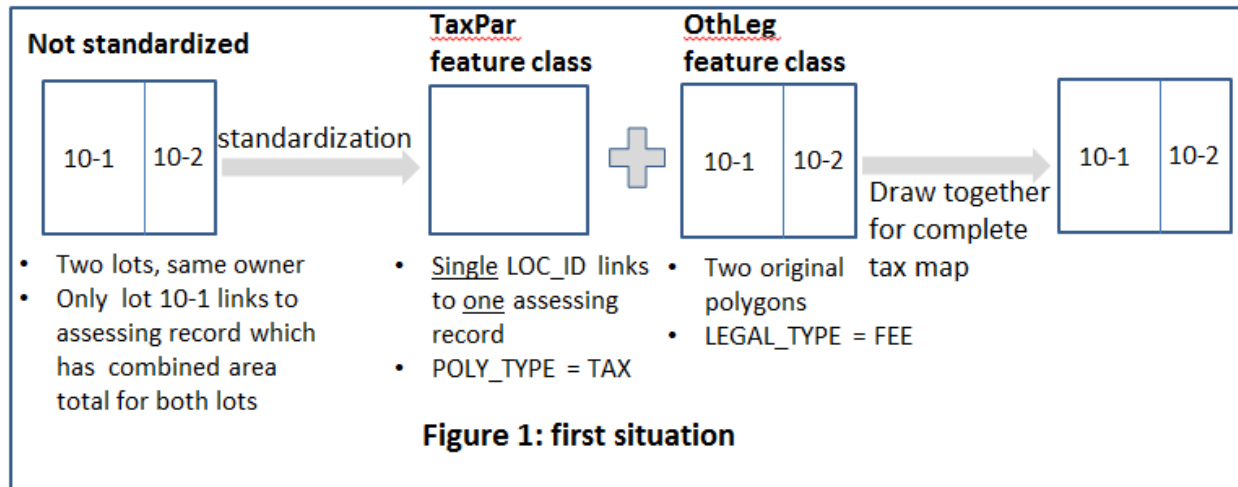 Not standardized
10-1
10-2
• Two lots, same owner
• Only lot 10-1 links to
assessing record which
has combined area
total for both lots
standardization
TaxPar
feature class
• Single LOC_ID links
to one assessing
record
• POLY_TYPE = TAX
OthLeg
feature class
10-1
10-2
• Two original
polygons
• LEGAL_TYPE = FEE
Draw together
for complete
tax map
10-1
10-2
Figure 1: first situation